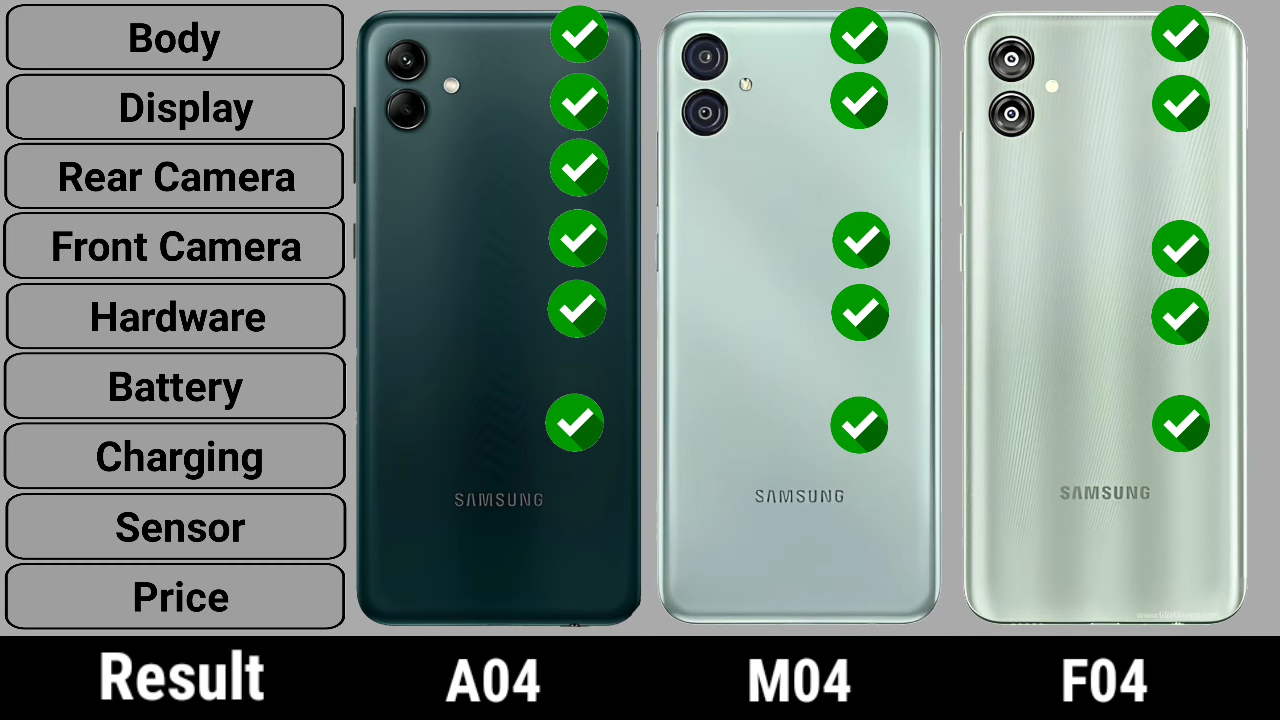 Body
Display
Rear Camera
Front Camera
Hardware
Battery
Charging
Sensor
Price
SAMSUNG
SAMSUNG
SAMSUNG
Result
A04
M04
F04